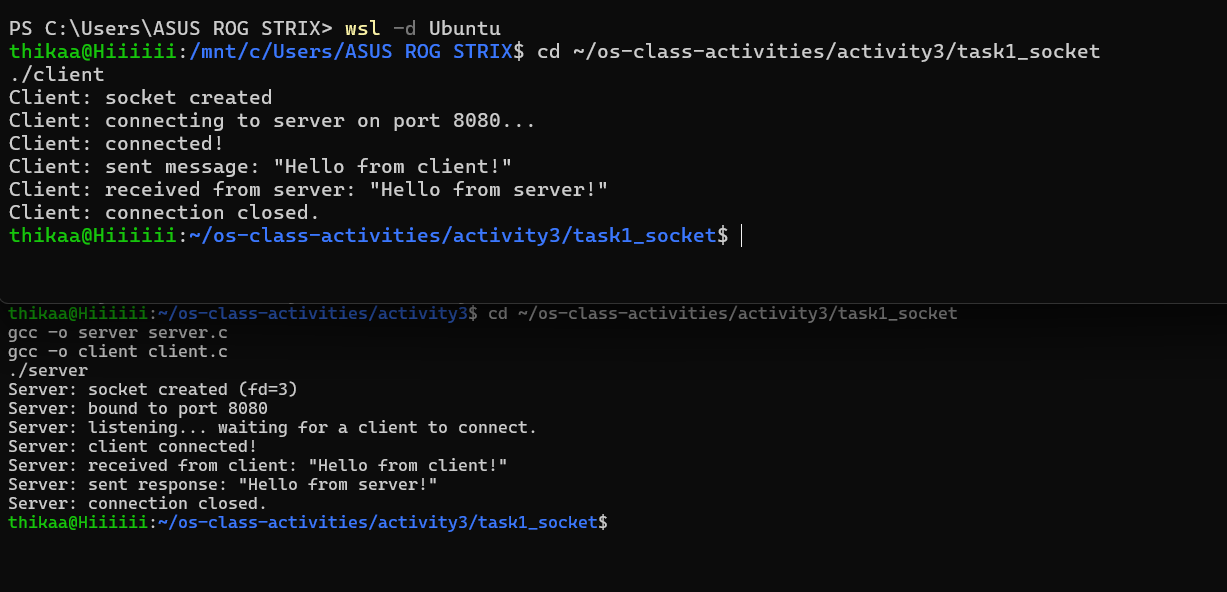 PS C:\Users\ASUS ROG STRIX> wsl -d Ubuntu
thikaa@Hiiiiii:/mnt/c/Users/ASUS ROG STRIX$ cd ~/os-class-activities/activity3/task1_socket
./client
Client: socket created
Client: connecting to server on port 8080...
Client: connected!
Client: sent message: "Hello from client!"
Client: received from server: "Hello from server!"
Client: connection closed.
thikaa@Hiiiiii:~/os-class-activities/activity3/task1_socket$
thikaa@Hiiiiii:~/os-class-activities/activity3$ cd ~/os-class-activities/activity3/task1_socket
gcc -o server server.c
gcc -o client client.c
./server
Server: socket created (fd=3)
Server: bound to port 8080
Server: listening... waiting for a client to connect.
Server: client connected!
Server: received from client: "Hello from client!"
Server: sent response: "Hello from server!"
Server: connection closed.
thikaa@Hiiiiii:~/os-class-activities/activity3/task1_socket$